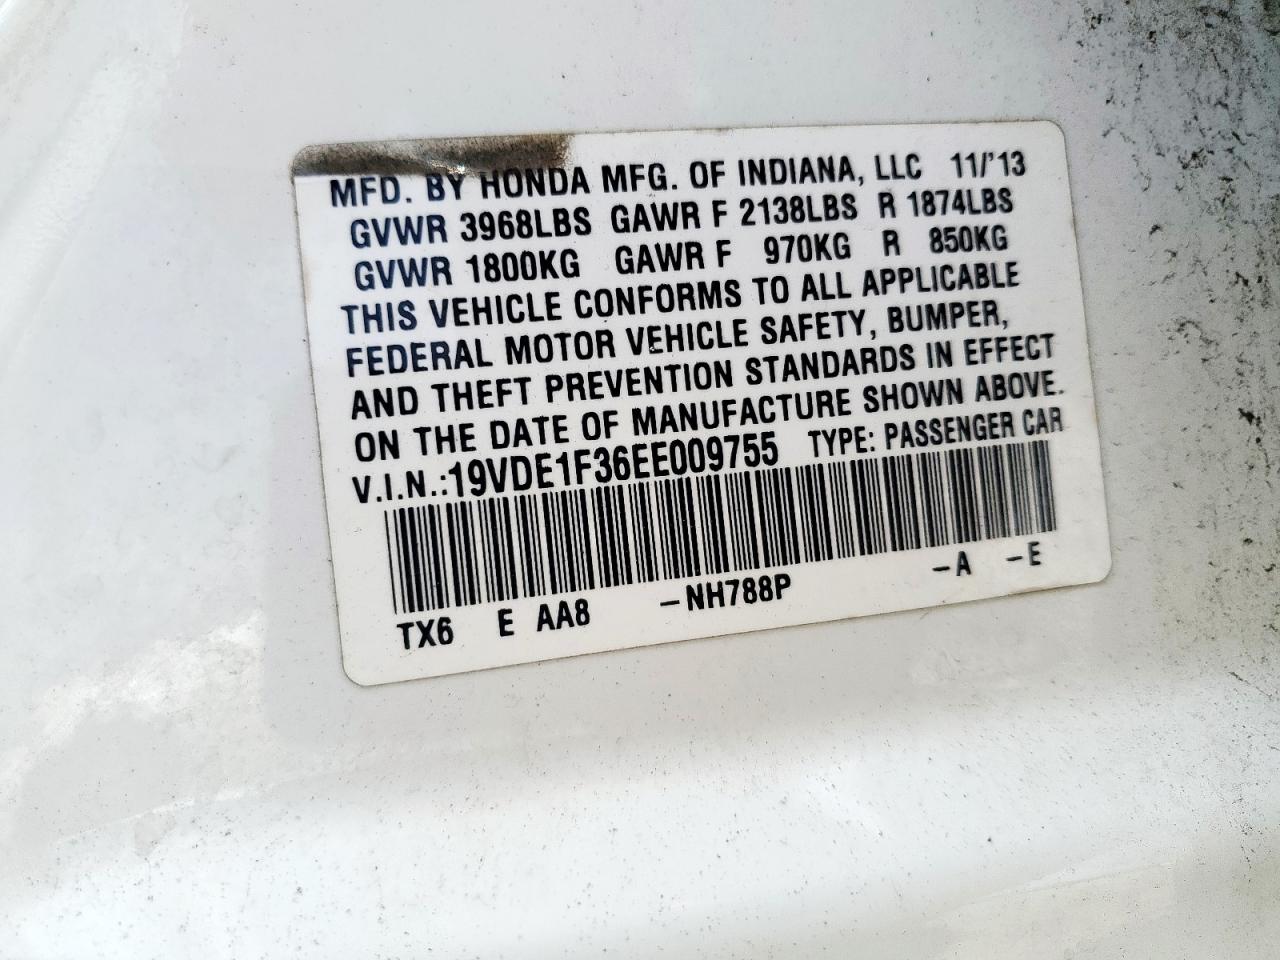 MFD. BY HONDA MFG. OF INDIANA, LLC 11/'13
GVWR 3968LBS GAWR F 2138LBS R 1874LBS
GVWR 1800KG GAWR F 970KG R 850KG
THIS VEHICLE CONFORMS TO ALL APPLICABLE
FEDERAL MOTOR VEHICLE SAFETY, BUMPER,
AND THEFT PREVENTION STANDARDS IN EFFECT
ON THE DATE OF MANUFACTURE SHOWN ABOVE.
V.I.N.:19VDE1F36EE009755 TYPE: PASSENGER CAR
TX6 E AA8 –NH788P –A –E